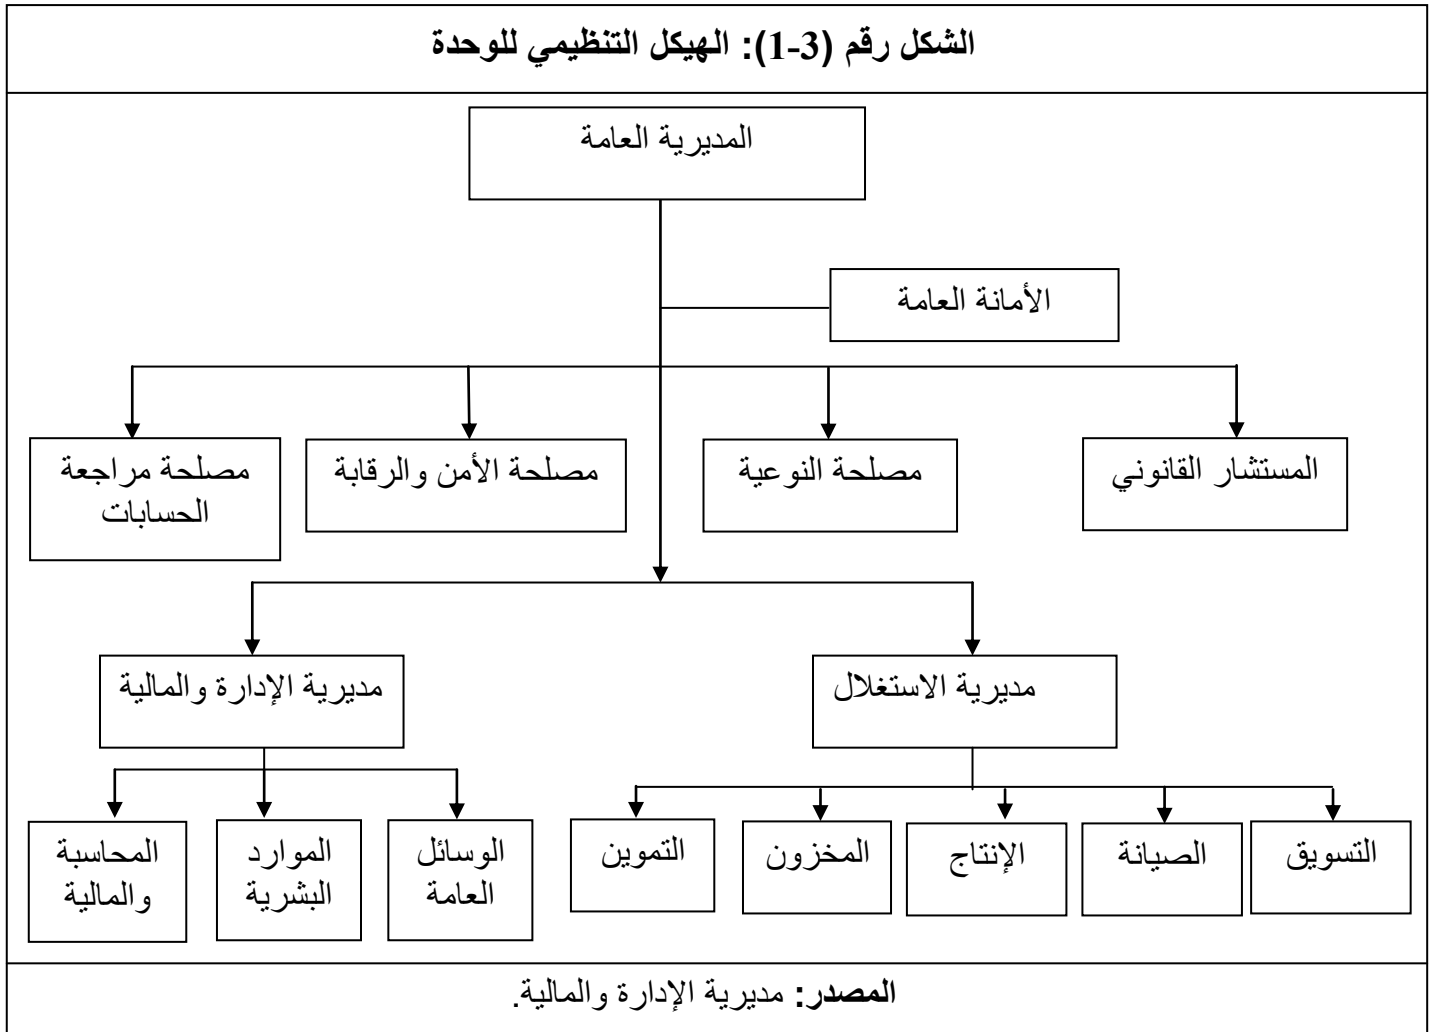 الشكل رقم (3-1): الهيكل التنظيمي للوحدة
المديرية العامة
الأمانة العامة
المستشار القانوني
مصلحة النوعية
مصلحة الأمن والرقابة
مصلحة مراجعة
الحسابات
مديرية الاستغلال
مديرية الإدارة والمالية
التسويق
الصيانة
الإنتاج
المخزون
التموين
الوسائل
العامة
الموارد
البشرية
المحاسبة
والمالية
المصدر: مديرية الإدارة والمالية.